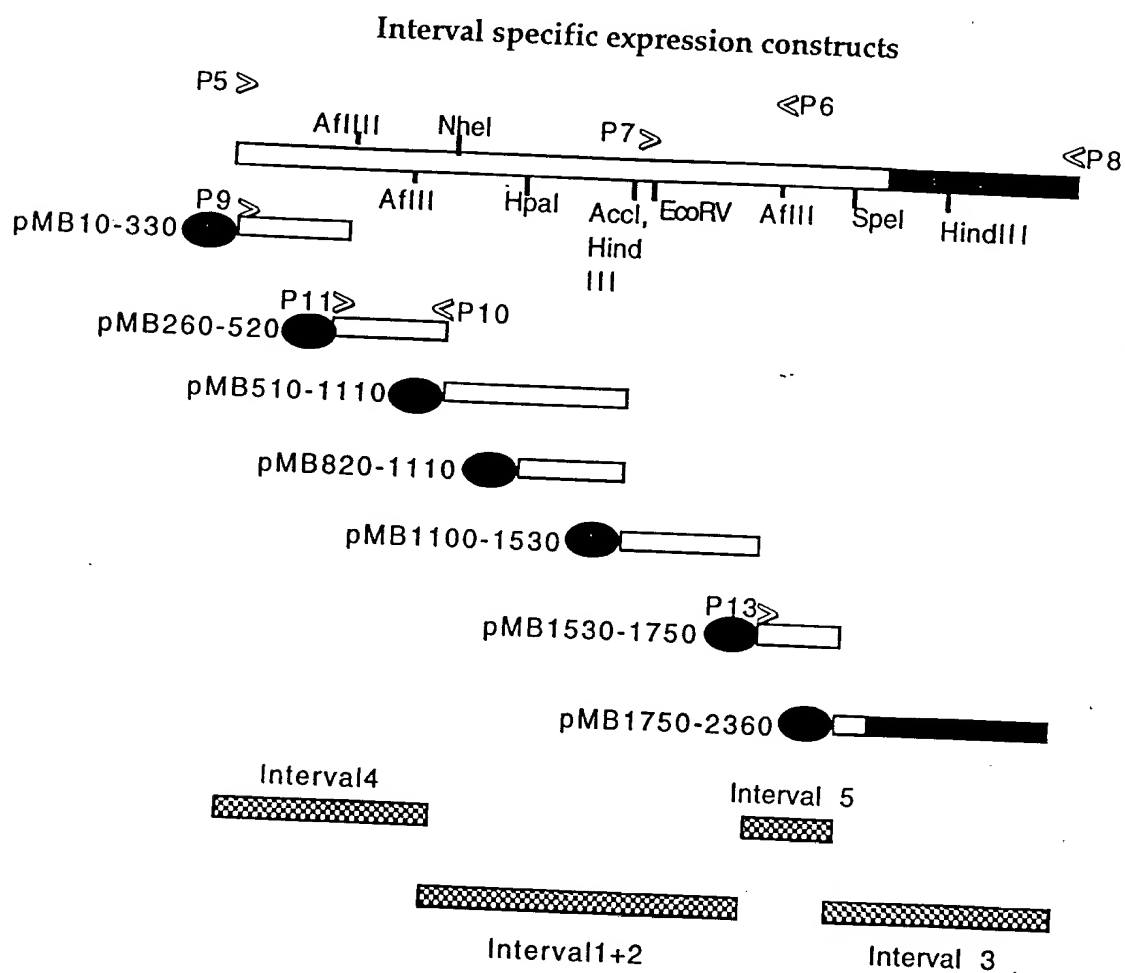 Interval specific expression constructs
P5 >
<P6
AflIII NheI P7 >
<P8
AflII HpaI AccI, EcoRV AflII SpeI HindIII
Hind
III
P9 >
pMB10-330
P11 > <P10
pMB260-520
pMB510-1110
pMB820-1110
pMB1100-1530
P13 >
pMB1530-1750
pMB1750-2360
Interval4
Interval 5
Interval1+2
Interval 3